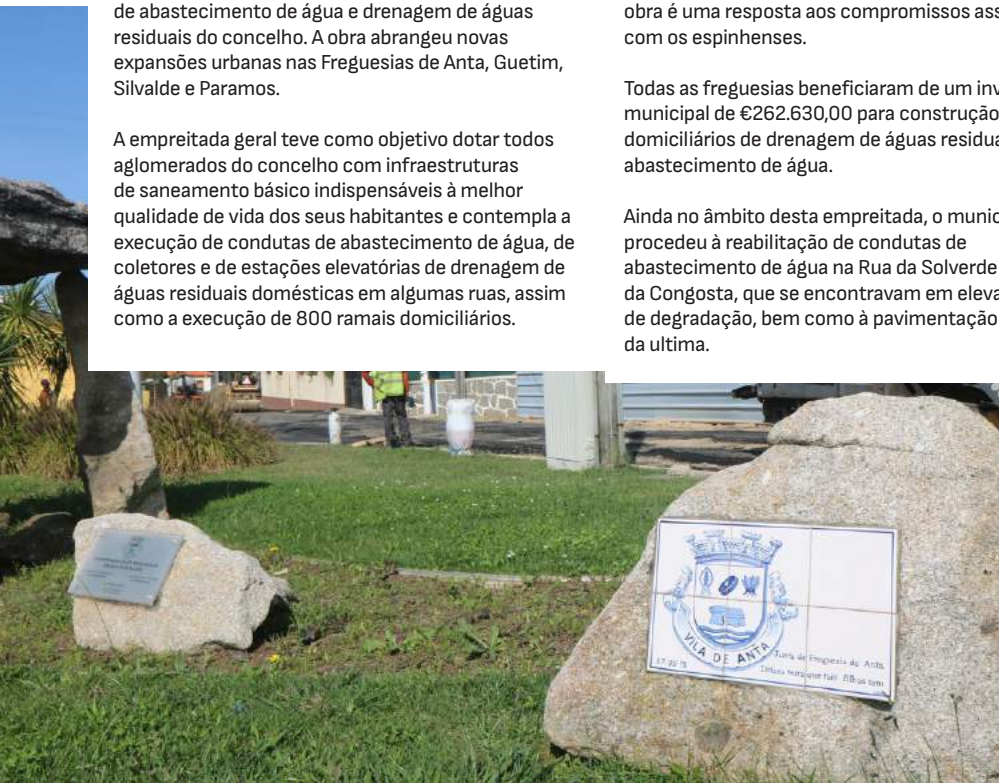 de abastecimento de água e drenagem de águas
residuais do concelho. A obra abrangeu novas
expansões urbanas nas Freguesias de Anta, Guetim,
Silvalde e Paramos.
A empreitada geral teve como objetivo dotar todos
aglomerados do concelho com infraestruturas
de saneamento básico indispensáveis à melhor
qualidade de vida dos seus habitantes e contempla a
execução de condutas de abastecimento de água, de
coletores e de estações elevatórias de drenagem de
águas residuais domésticas em algumas ruas, assim
como a execução de 800 ramais domiciliários.
obra é uma resposta aos compromissos ass
com os espinhenses.
Todas as freguesias beneficiaram de um inv
municipal de €262.630,00 para construção
domiciliários de drenagem de águas residua
abastecimento de água.
Ainda no âmbito desta empreitada, o munic
procedeu à reabilitação de condutas de
abastecimento de água na Rua da Solverde
da Congosta, que se encontravam em eleva
de degradação, bem como à pavimentação
da ultima.
VILA DE ANTA
Junta de Freguesia de Anta